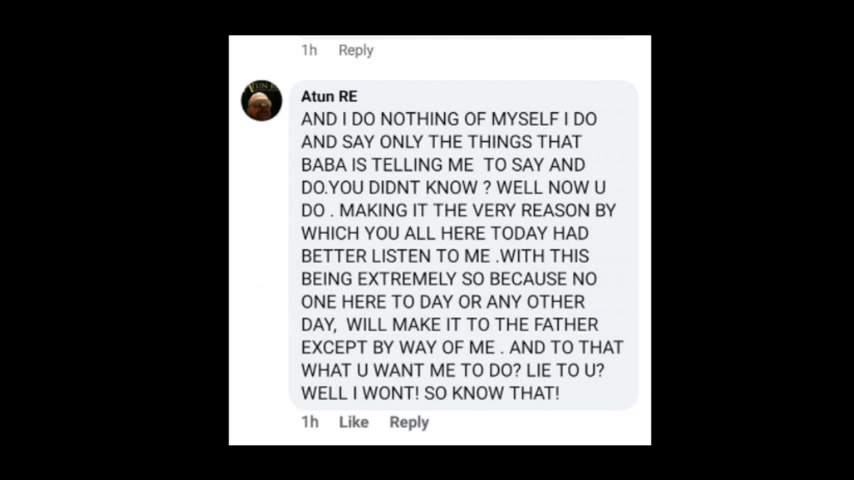 1h Reply
Atun RE
AND I DO NOTHING OF MYSELF I DO
AND SAY ONLY THE THINGS THAT
BABA IS TELLING ME  TO SAY AND
DO.YOU DIDNT KNOW ? WELL NOW U
DO . MAKING IT THE VERY REASON BY
WHICH YOU ALL HERE TODAY HAD
BETTER LISTEN TO ME .WITH THIS
BEING EXTREMELY SO BECAUSE NO
ONE HERE TO DAY OR ANY OTHER
DAY,  WILL MAKE IT TO THE FATHER
EXCEPT BY WAY OF ME . AND TO THAT
WHAT U WANT ME TO DO? LIE TO U?
WELL I WONT! SO KNOW THAT!
1h Like Reply